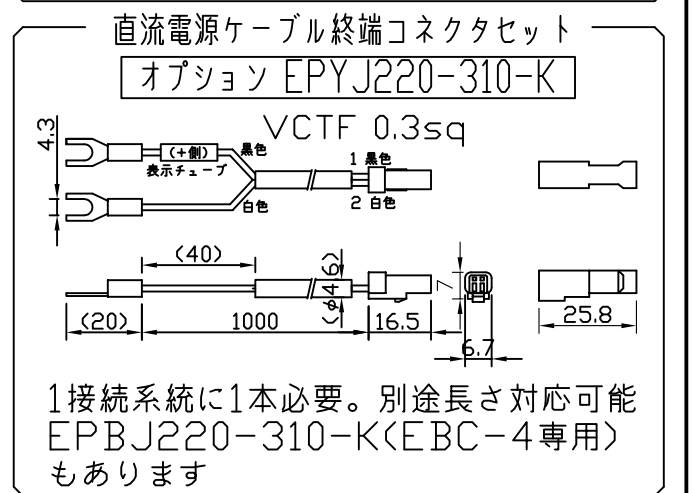 直流電源ケーブル終端コネクタセット
オプション EPYJ220-310-K
VCTF 0.3sq
4.3
(+側)
黒色
表示チューブ
白色
1 黒色
2 白色
(40)
(φ4.6)
7
(20)
1000
16.5
6.7
25.8
1接続系統に1本必要。別途長さ対応可能
EPBJ220-310-K(EBC-4専用)
もあります